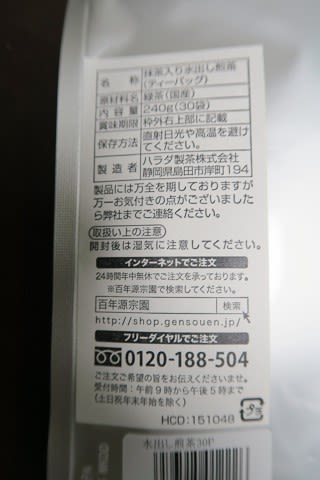 名称 抹茶入り水出し煎茶
(ティーバッグ)
原材料名 緑茶(国産)
内容量 240g(30袋)
賞味期限 枠外右上部に記載
保存方法 直射日光や高温を避け
てください。
製造者 ハラダ製茶株式会社
静岡県島田市岸町194
製品には万全を期しておりますが
万一お気付きの点がございました
ら弊社までご連絡ください。
取扱い上の注意
開封後は湿気に注意してください。
インターネットでご注文
24時間年中無休でご注文を承っております。
※百年源宗園で検索してください。
百年源宗園 検索
http://shop.gensouen.jp/
フリーダイヤルでご注文
0120-188-504
ご注文ご希望の旨をお伝えくださいませ。
受付時間:午前9時から午後5時まで
(土日祝年末年始を除く)
HCD:151048
プラ
水出し煎茶30P